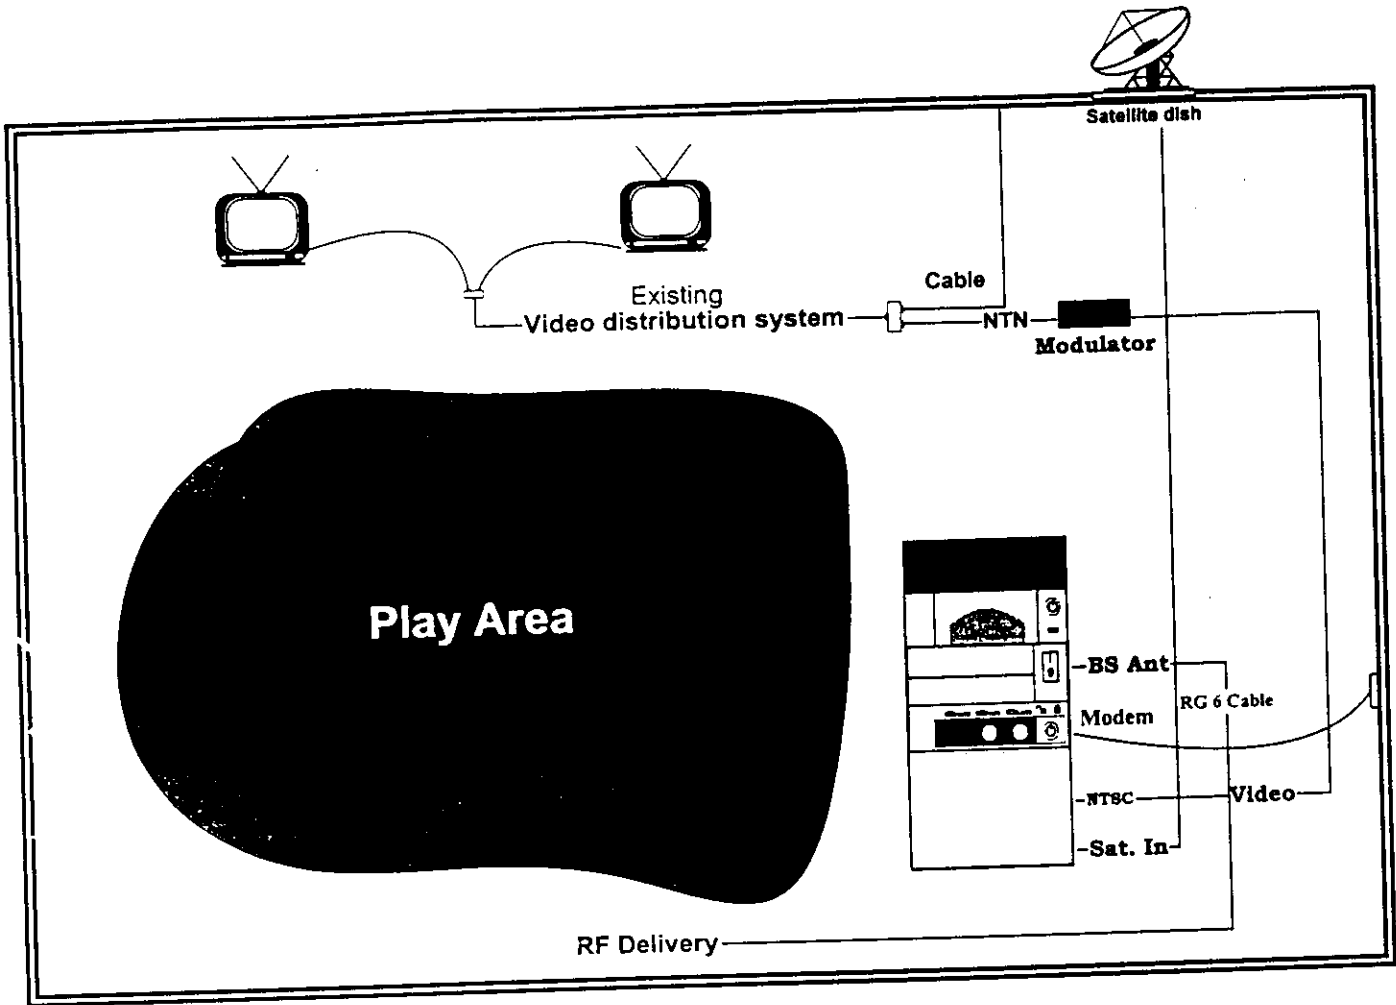 Satellite dish
Cable
Existing
Video distribution system
NTN
Modulator
Play Area
BS Ant
RG 6 Cable
Modem
NTSC
Video
Sat. In
RF Delivery